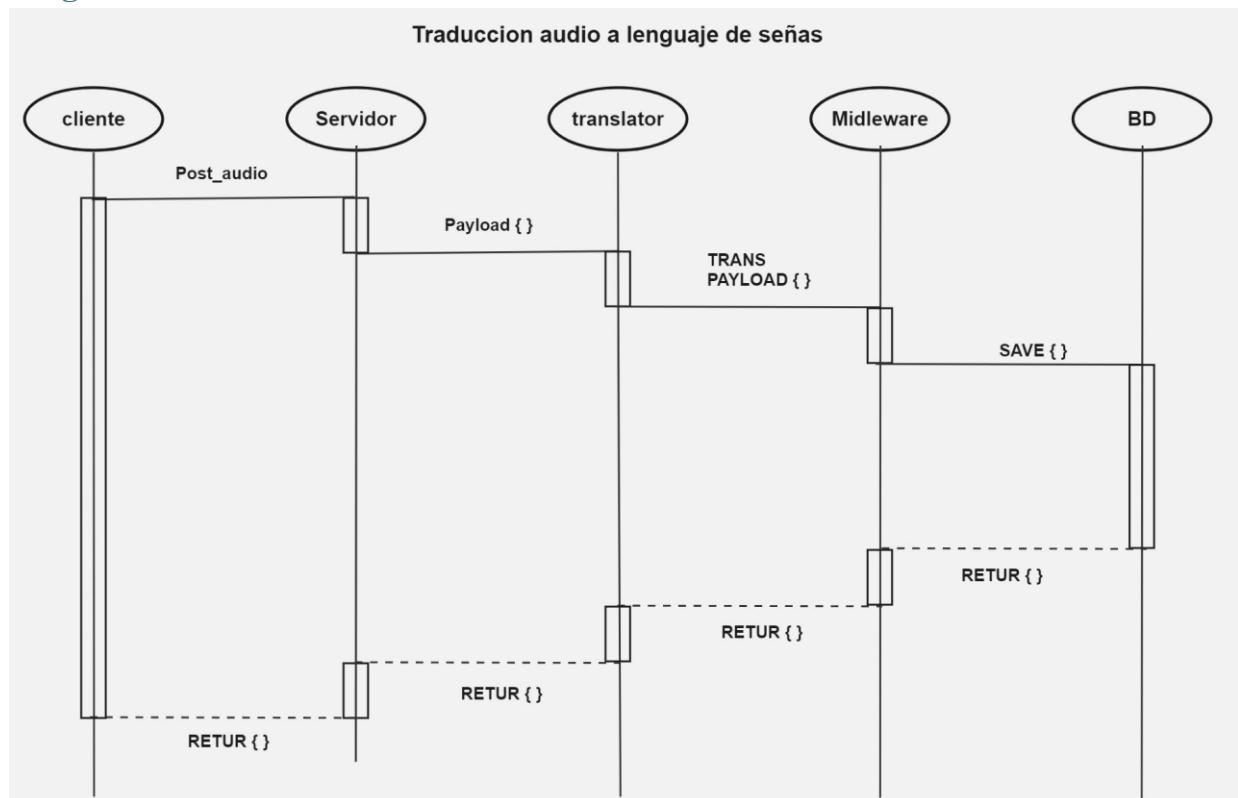 Traduccion audio a lenguaje de señas
cliente
Servidor
translator
Midleware
BD
Post_audio
Payload { }
TRANS
PAYLOAD { }
SAVE { }
RETUR { }
RETUR { }
RETUR { }
RETUR { }